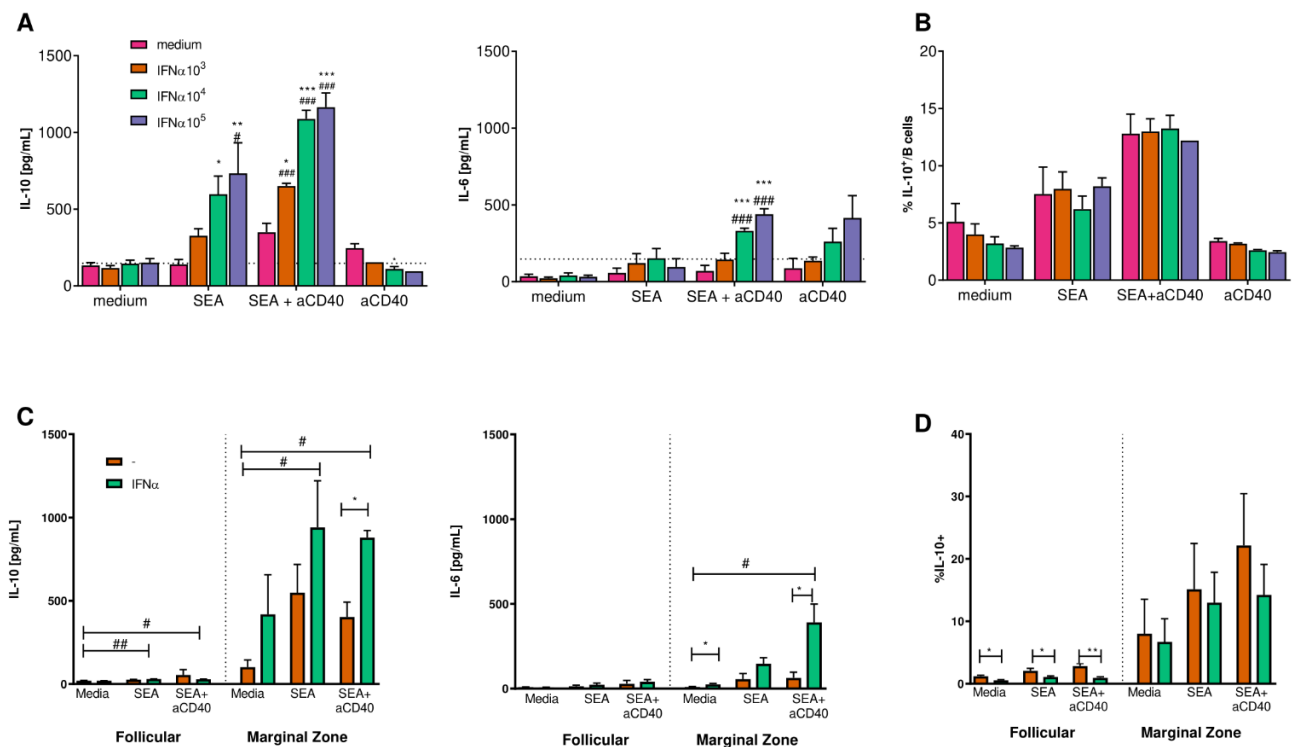 A
medium
IFNα10³
IFNα10⁴
IFNα10⁵
IL-10 [pg/mL]
1500
1000
500
0
*
**
#
*
###
***
###
***
###
*
medium SEA SEA + aCD40 aCD40
IL-6 [pg/mL]
1500
1000
500
0
***
###
***
###
medium SEA SEA + aCD40 aCD40
B
% IL-10⁺/B cells
20
15
10
5
0
medium SEA SEA+aCD40 aCD40
C
-
IFNα
IL-10 [pg/mL]
1500
1000
500
0
#
##
#
#
*
Media SEA SEA+ Media SEA SEA+
aCD40 aCD40
Follicular Marginal Zone
IL-6 [pg/mL]
1500
1000
500
0
#
*
*
Media SEA SEA+ Media SEA SEA+
aCD40 aCD40
Follicular Marginal Zone
D
%IL-10+
40
30
20
10
0
* * **
Media SEA SEA+ Media SEA SEA+
aCD40 aCD40
Follicular Marginal Zone